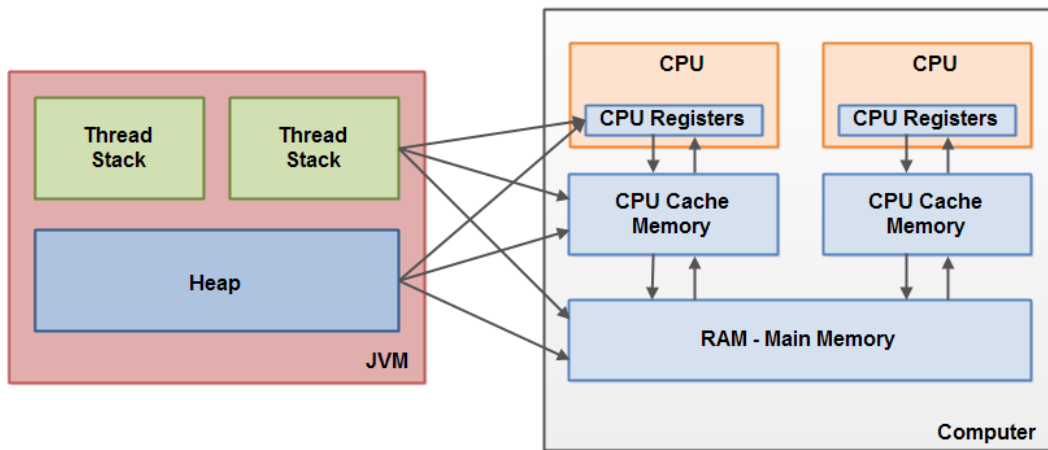 CPU
CPU
CPU Registers
CPU Registers
Thread
Stack
Thread
Stack
CPU Cache
Memory
CPU Cache
Memory
Heap
RAM - Main Memory
JVM
Computer